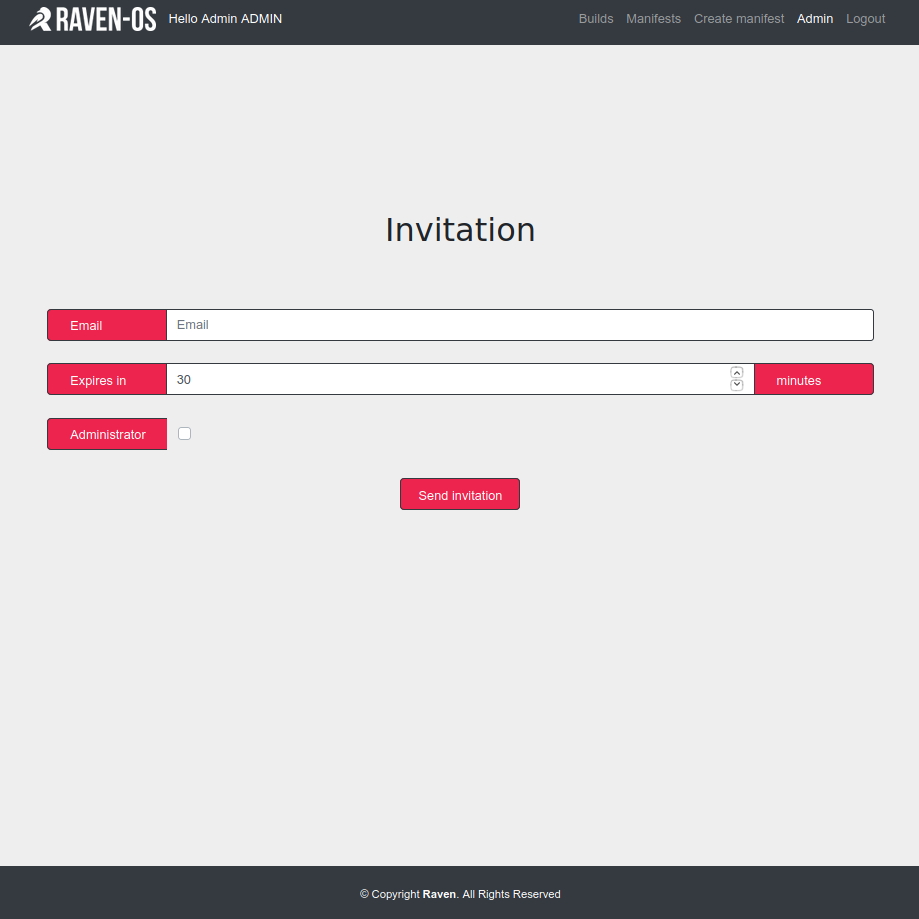 RAVEN-OS Hello Admin ADMIN Builds Manifests Create manifest Admin Logout
Invitation
Email Email
Expires in 30 minutes
Administrator
Send invitation
© Copyright Raven. All Rights Reserved